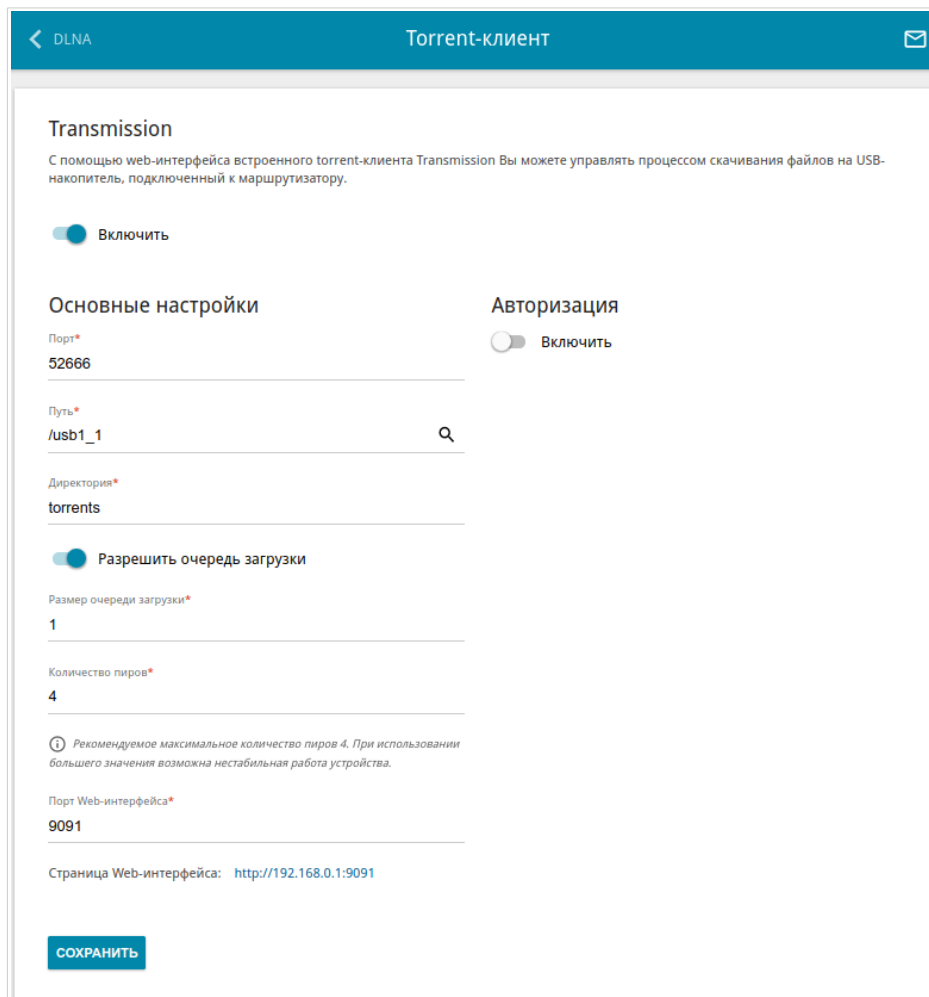 DLNA
Torrent-клиент
Transmission
С помощью web-интерфейса встроенного torrent-клиента Transmission Вы можете управлять процессом скачивания файлов на USB-
накопитель, подключенный к маршрутизатору.
Включить
Основные настройки
Порт*
52666
Путь*
/usb1_1
Директория*
torrents
Разрешить очередь загрузки
Размер очереди загрузки*
1
Количество пиров*
4
Рекомендуемое максимальное количество пиров 4. При использовании
большего значения возможна нестабильная работа устройства.
Порт Web-интерфейса*
9091
Страница Web-интерфейса: http://192.168.0.1:9091
СОХРАНИТЬ
Авторизация
Включить